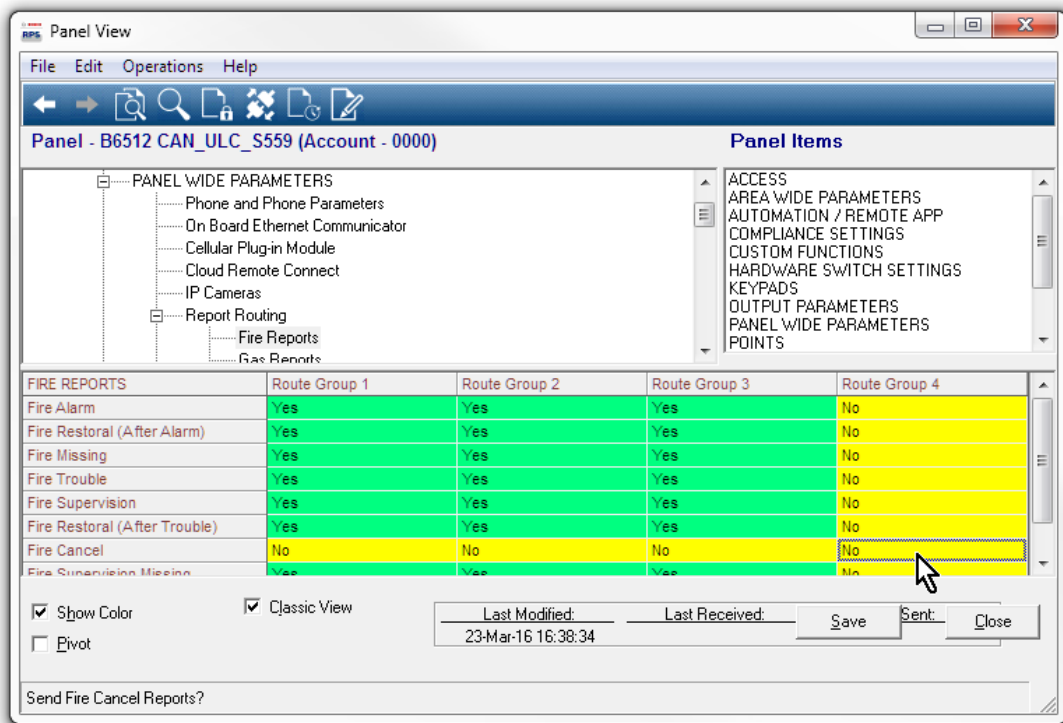 RPS Panel View
File Edit Operations Help
Panel - B6512 CAN_ULC_S559 (Account - 0000)
Panel Items
PANEL WIDE PARAMETERS
Phone and Phone Parameters
On Board Ethernet Communicator
Cellular Plug-in Module
Cloud Remote Connect
IP Cameras
Report Routing
Fire Reports
Gas Reports
ACCESS
AREA WIDE PARAMETERS
AUTOMATION / REMOTE APP
COMPLIANCE SETTINGS
CUSTOM FUNCTIONS
HARDWARE SWITCH SETTINGS
KEYPADS
OUTPUT PARAMETERS
PANEL WIDE PARAMETERS
POINTS
FIRE REPORTS Route Group 1 Route Group 2 Route Group 3 Route Group 4
Fire Alarm Yes Yes Yes No
Fire Restoral (After Alarm) Yes Yes Yes No
Fire Missing Yes Yes Yes No
Fire Trouble Yes Yes Yes No
Fire Supervision Yes Yes Yes No
Fire Restoral (After Trouble) Yes Yes Yes No
Fire Cancel No No No No
Fire Supervision Missing Yes Yes Yes No
Show Color
Classic View
Pivot
Last Modified: Last Received: Sent:
23-Mar-16 16:38:34
Save Close
Send Fire Cancel Reports?